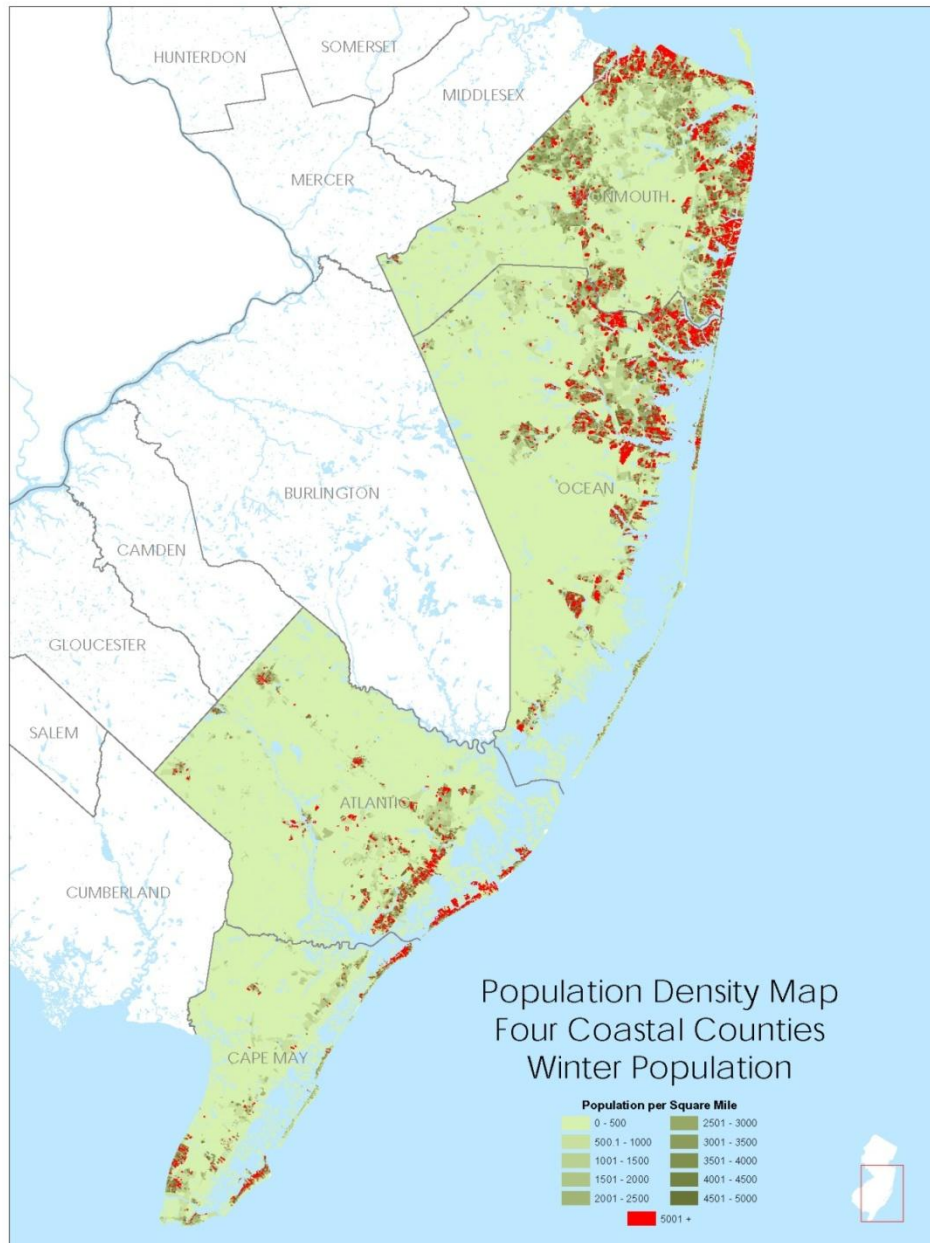 HUNTERDON
SOMERSET
MIDDLESEX
MERCER
MONMOUTH
BURLINGTON
OCEAN
CAMDEN
GLOUCESTER
SALEM
ATLANTIC
CUMBERLAND
CAPE MAY
Population Density Map
Four Coastal Counties
Winter Population
Population per Square Mile
0 - 500
500.1 - 1000
1001 - 1500
1501 - 2000
2001 - 2500
2501 - 3000
3001 - 3500
3501 - 4000
4001 - 4500
4501 - 5000
5001 +